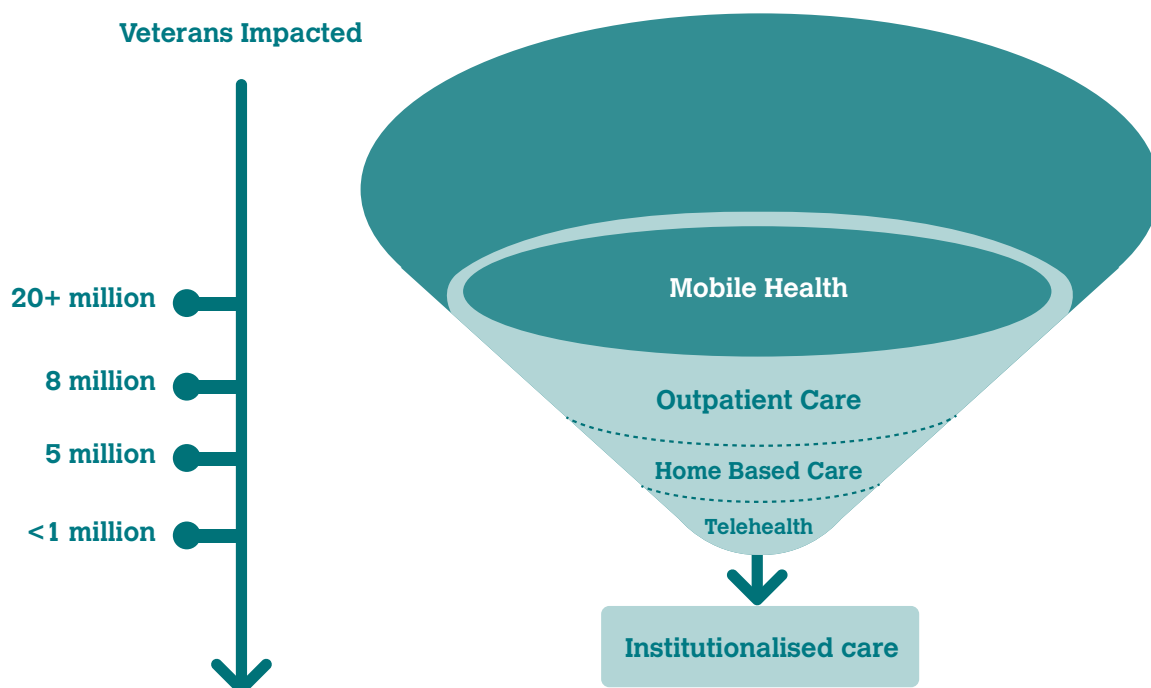 Veterans Impacted
20+ million
8 million
5 million
<1 million
Mobile Health
Outpatient Care
Home Based Care
Telehealth
Institutionalised care